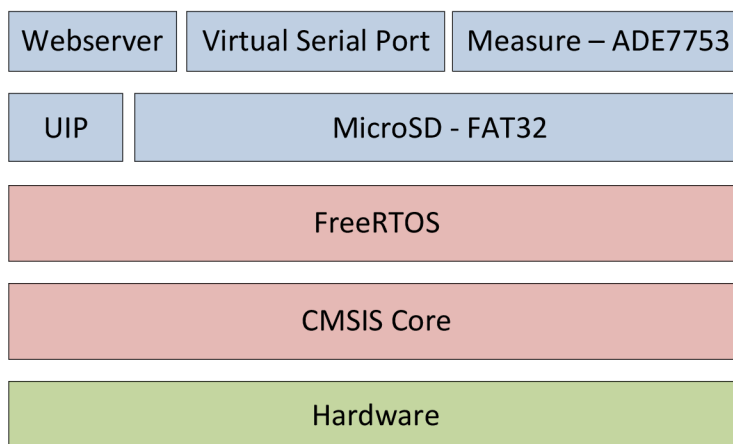 Webserver
Virtual Serial Port
Measure – ADE7753
UIP
MicroSD - FAT32
FreeRTOS
CMSIS Core
Hardware